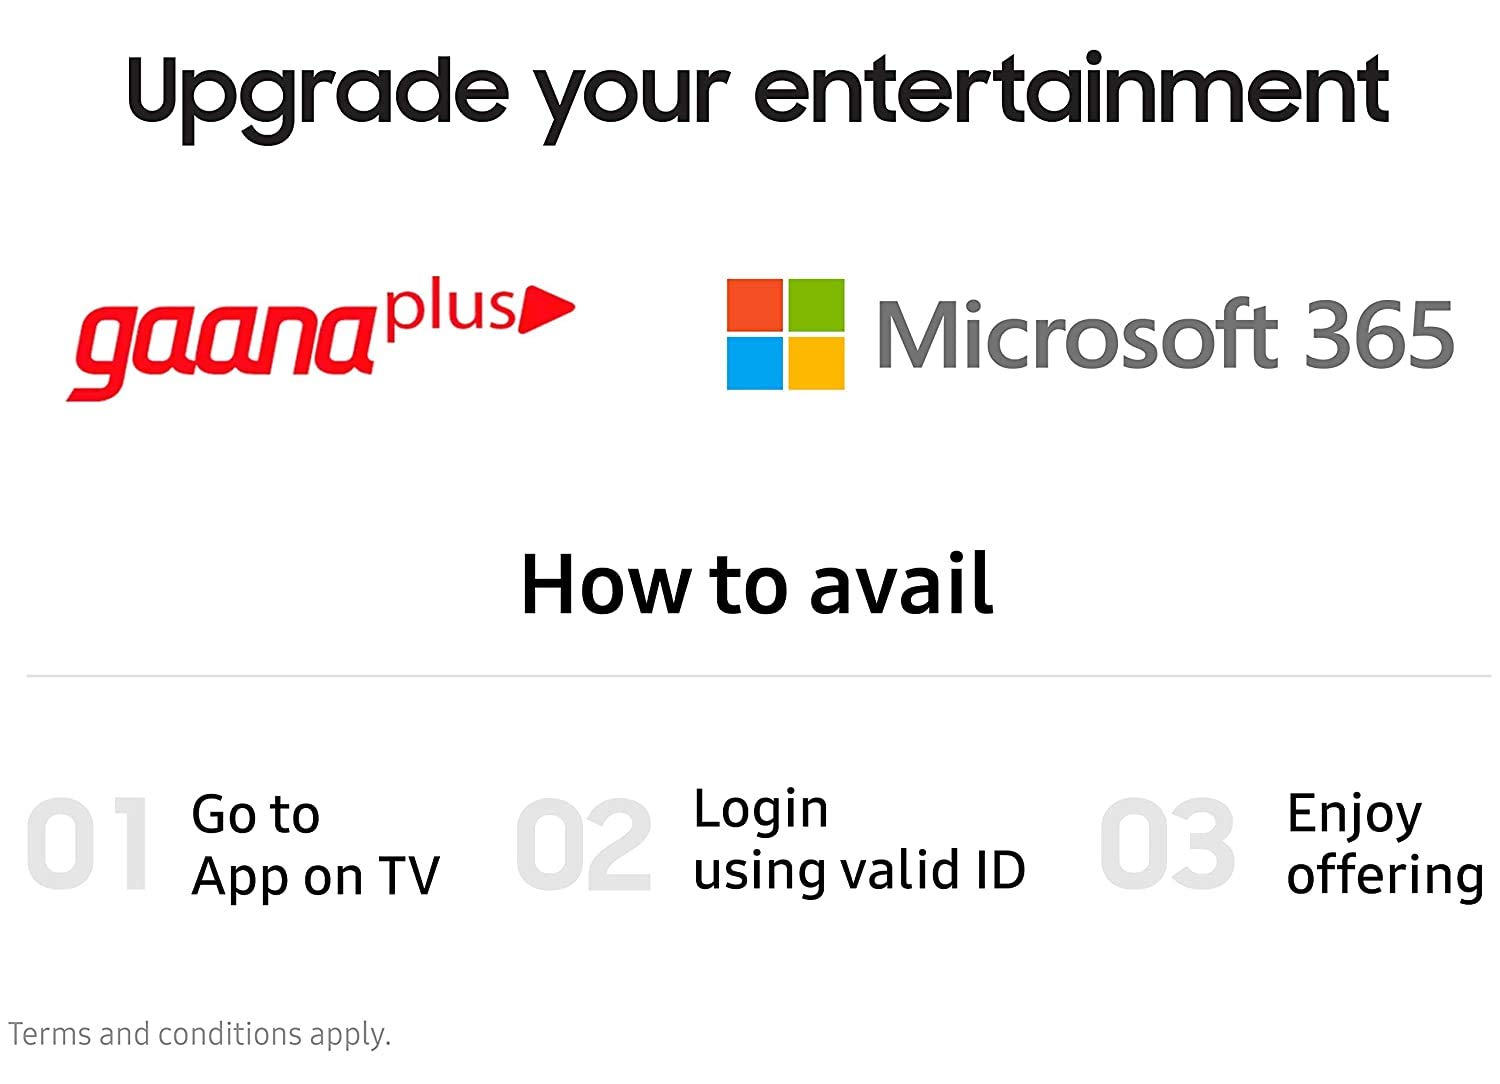 Upgrade your entertainment
gaana plus
Microsoft 365
How to avail
01 Go to
App on TV
02 Login
using valid ID
03 Enjoy
offering
Terms and conditions apply.